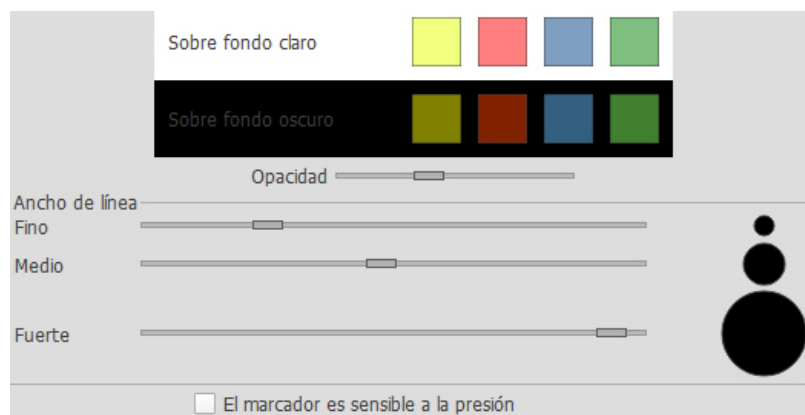 Sobre fondo claro
Sobre fondo oscuro
Opacidad
Ancho de línea
Fino
Medio
Fuerte
El marcador es sensible a la presión